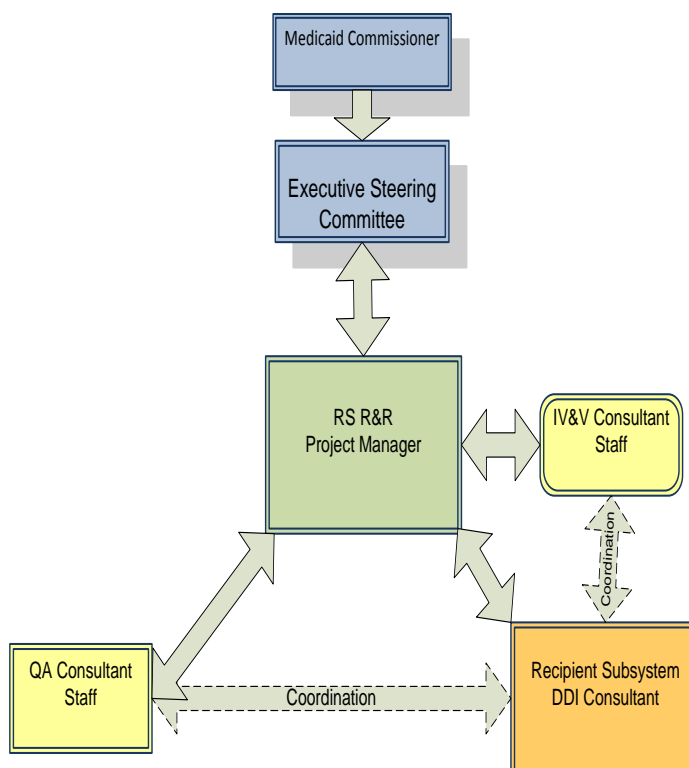 Medicaid Commissioner
Executive Steering
Committee
RS R&R
Project Manager
IV&V Consultant
Staff
Coordination
QA Consultant
Staff
Coordination
Recipient Subsystem
DDI Consultant